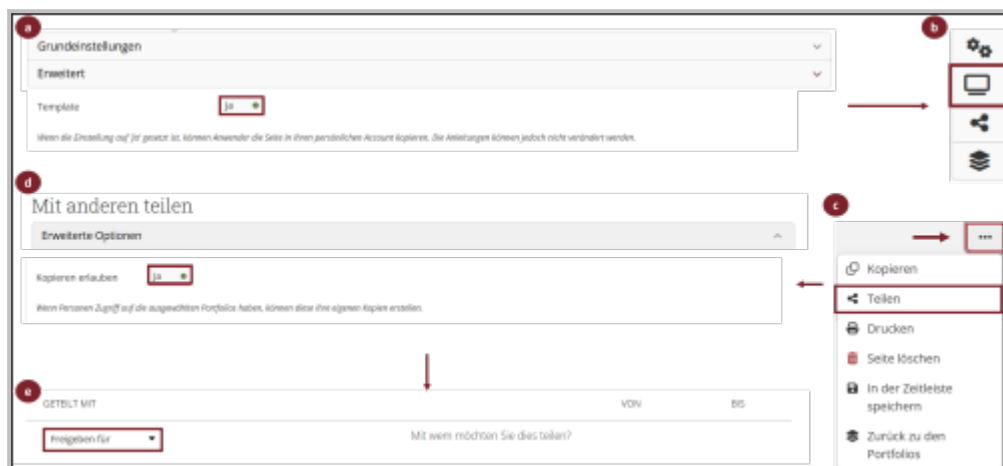 a
Grundeinstellungen
Erweitert
Template
Ja
Wenn die Einstellung auf 'Ja' gesetzt ist, können Anwender die Seite in ihren persönlichen Account kopieren. Die Anleitungen können jedoch nicht verändert werden.
b
d
Mit anderen teilen
Erweiterte Optionen
Kopieren erlauben
Ja
Wenn Personen Zugriff auf die ausgewählten Portfolios haben, können diese ihre eigenen Kopien erstellen.
c
Kopieren
Teilen
Drucken
Seite löschen
In der Zeitleiste
speichern
Zurück zu den
Portfolios
e
GETEILT MIT
VON
BIS
Freigeben für
Mit wem möchten Sie dies teilen?